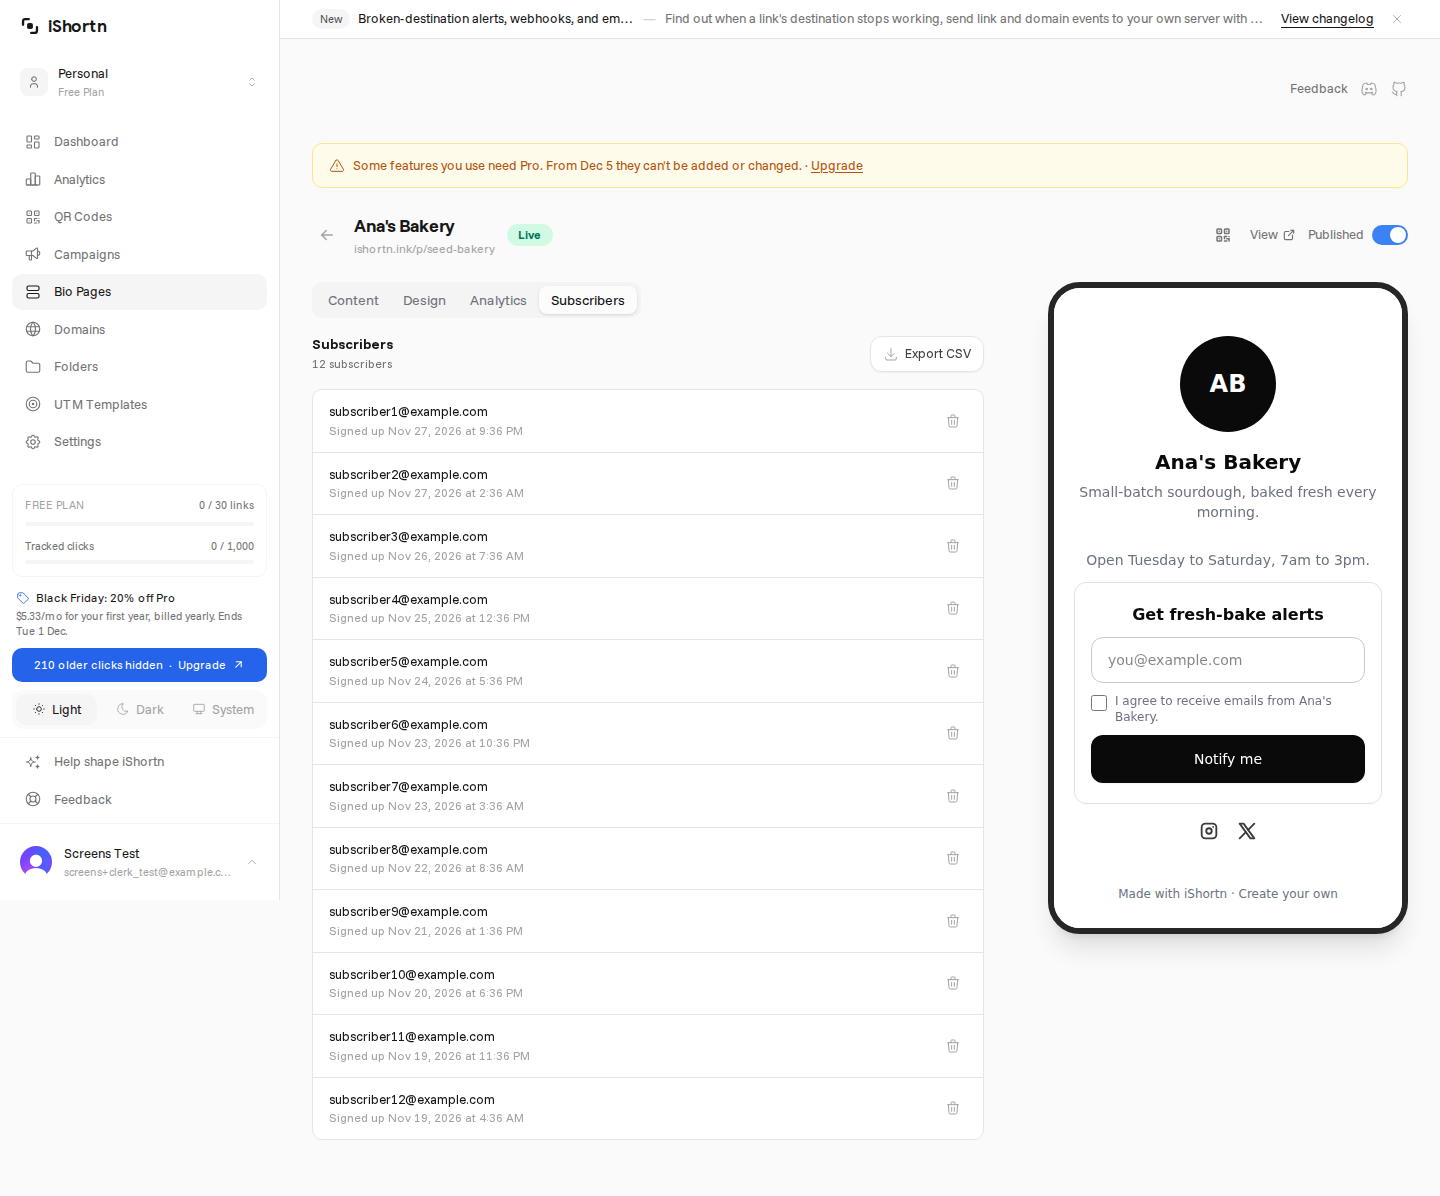 iShortn
Personal
Free Plan
Dashboard
Analytics
QR Codes
Campaigns
Bio Pages
Domains
Folders
UTM Templates
Settings
FREE PLAN 0 / 30 links
Tracked clicks 0 / 1,000
Black Friday: 20% off Pro
$5.33/mo for your first year, billed yearly. Ends
Tue 1 Dec.
210 older clicks hidden · Upgrade
Light Dark System
Help shape iShortn
Feedback
Screens Test
screens+clerk_test@example.c...
New Broken-destination alerts, webhooks, and em... — Find out when a link's destination stops working, send link and domain events to your own server with ... View changelog
Feedback
Some features you use need Pro. From Dec 5 they can't be added or changed. · Upgrade
Ana's Bakery
ishortn.ink/p/seed-bakery
Live
View Published
Content Design Analytics Subscribers
Subscribers
12 subscribers
Export CSV
subscriber1@example.com
Signed up Nov 27, 2026 at 9:36 PM
subscriber2@example.com
Signed up Nov 27, 2026 at 2:36 AM
subscriber3@example.com
Signed up Nov 26, 2026 at 7:36 AM
subscriber4@example.com
Signed up Nov 25, 2026 at 12:36 PM
subscriber5@example.com
Signed up Nov 24, 2026 at 5:36 PM
subscriber6@example.com
Signed up Nov 23, 2026 at 10:36 PM
subscriber7@example.com
Signed up Nov 23, 2026 at 3:36 AM
subscriber8@example.com
Signed up Nov 22, 2026 at 8:36 AM
subscriber9@example.com
Signed up Nov 21, 2026 at 1:36 PM
subscriber10@example.com
Signed up Nov 20, 2026 at 6:36 PM
subscriber11@example.com
Signed up Nov 19, 2026 at 11:36 PM
subscriber12@example.com
Signed up Nov 19, 2026 at 4:36 AM
AB
Ana's Bakery
Small-batch sourdough, baked fresh every
morning.
Open Tuesday to Saturday, 7am to 3pm.
Get fresh-bake alerts
you@example.com
I agree to receive emails from Ana's
Bakery.
Notify me
Made with iShortn · Create your own